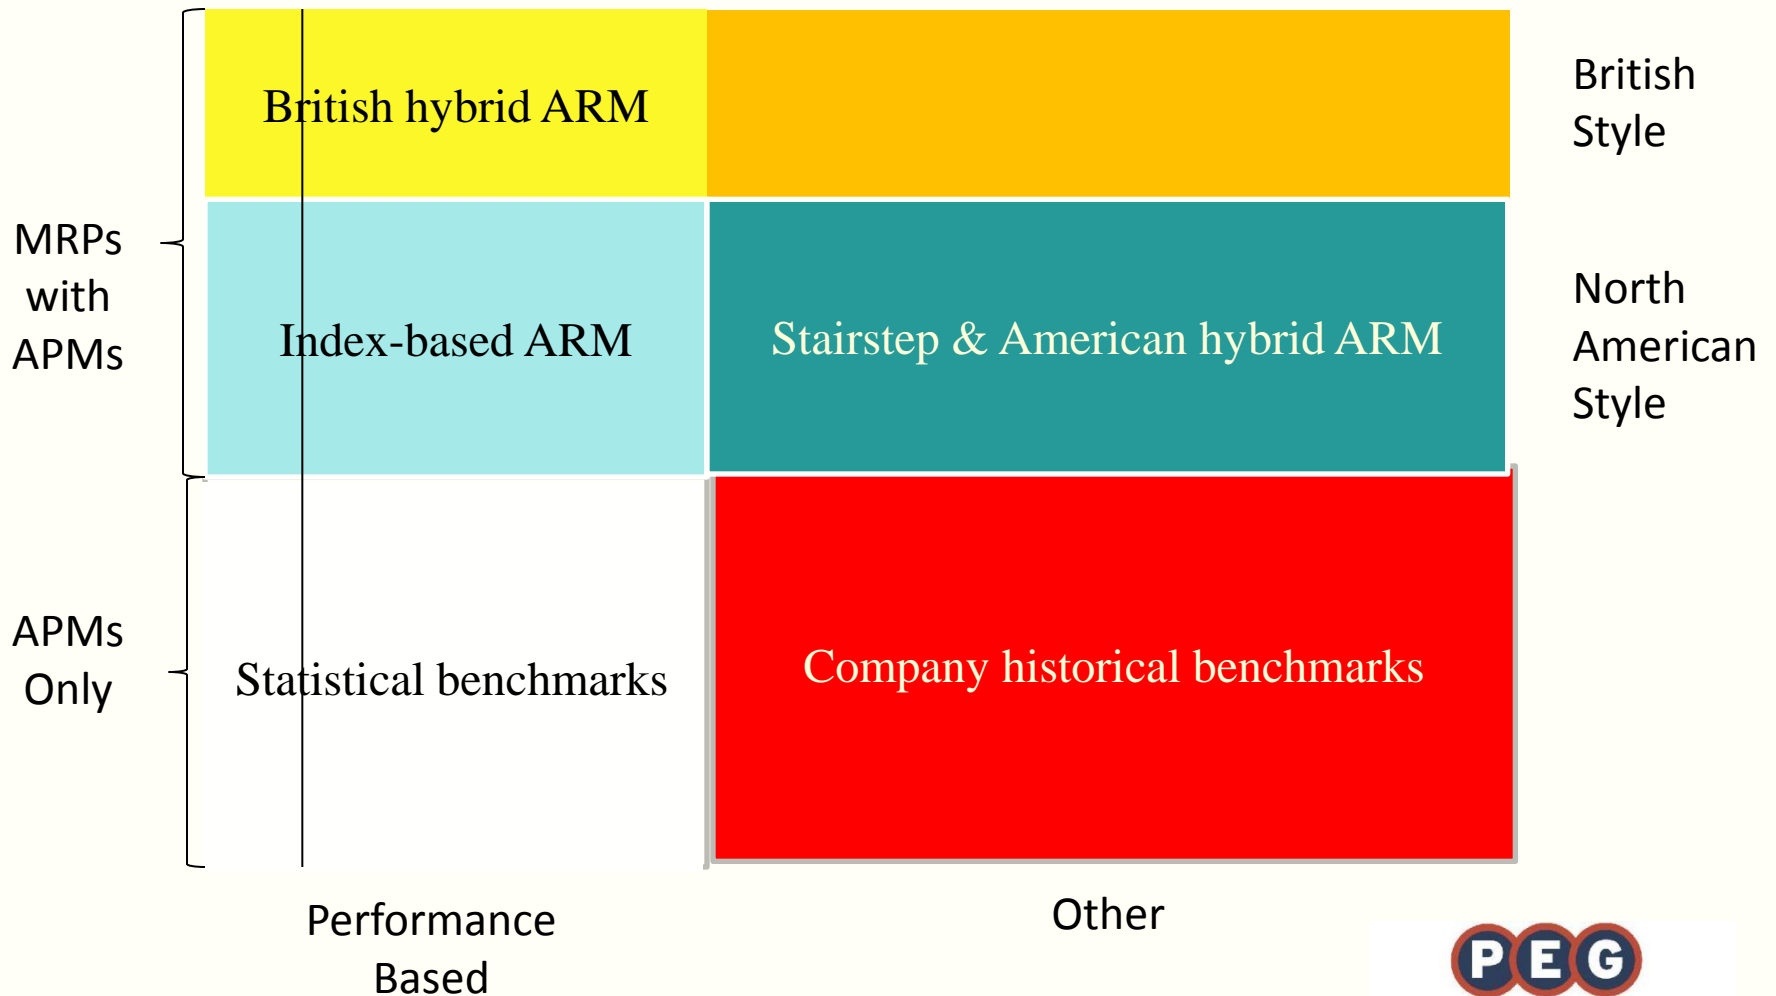 British hybrid ARM
British
Style
MRPs
with
APMs
Index-based ARM
Stairstep & American hybrid ARM
North
American
Style
APMs
Only
Statistical benchmarks
Company historical benchmarks
Performance
Based
Other
PEG